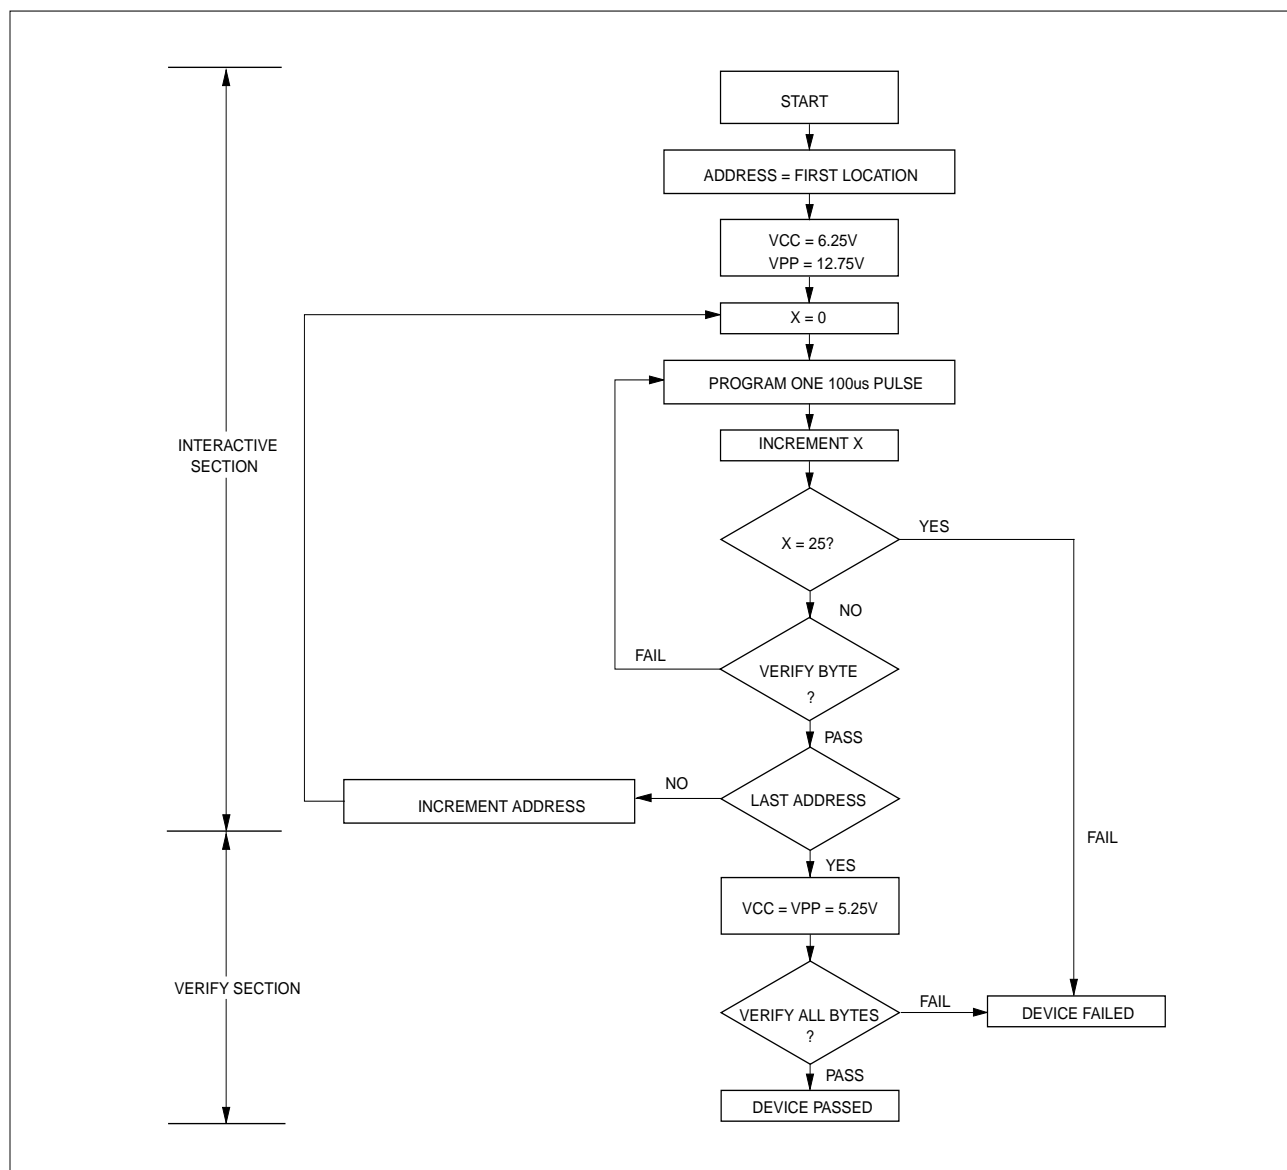 START
ADDRESS = FIRST LOCATION
VCC = 6.25V
VPP = 12.75V
X = 0
PROGRAM ONE 100us PULSE
INTERACTIVE
SECTION
INCREMENT X
X = 25?
YES
NO
FAIL
VERIFY BYTE
?
PASS
NO
LAST ADDRESS
INCREMENT ADDRESS
FAIL
YES
VCC = VPP = 5.25V
VERIFY SECTION
VERIFY ALL BYTES
?
FAIL
DEVICE FAILED
PASS
DEVICE PASSED